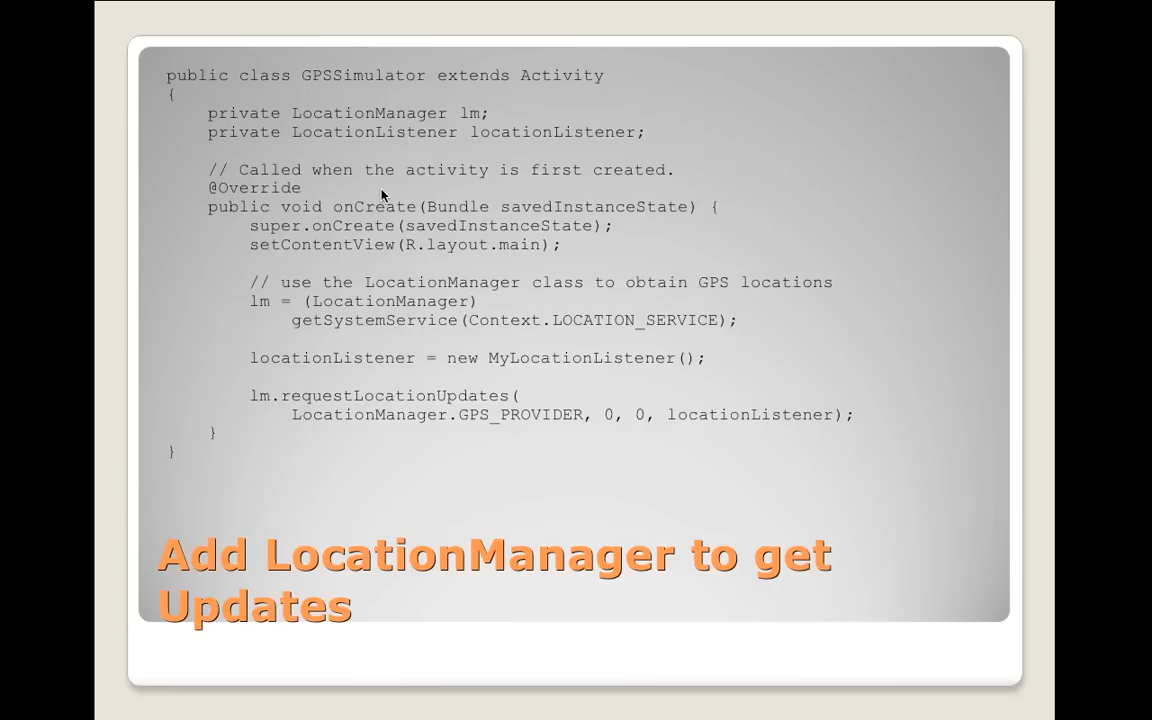 public class GPSSimulator extends Activity
{
    private LocationManager lm;
    private LocationListener locationListener;

    // Called when the activity is first created.
    @Override
    public void onCreate(Bundle savedInstanceState) {
        super.onCreate(savedInstanceState);
        setContentView(R.layout.main);

        // use the LocationManager class to obtain GPS locations
        lm = (LocationManager)
            getSystemService(Context.LOCATION_SERVICE);

        locationListener = new MyLocationListener();

        lm.requestLocationUpdates(
            LocationManager.GPS_PROVIDER, 0, 0, locationListener);
    }
}
Add LocationManager to get
Updates